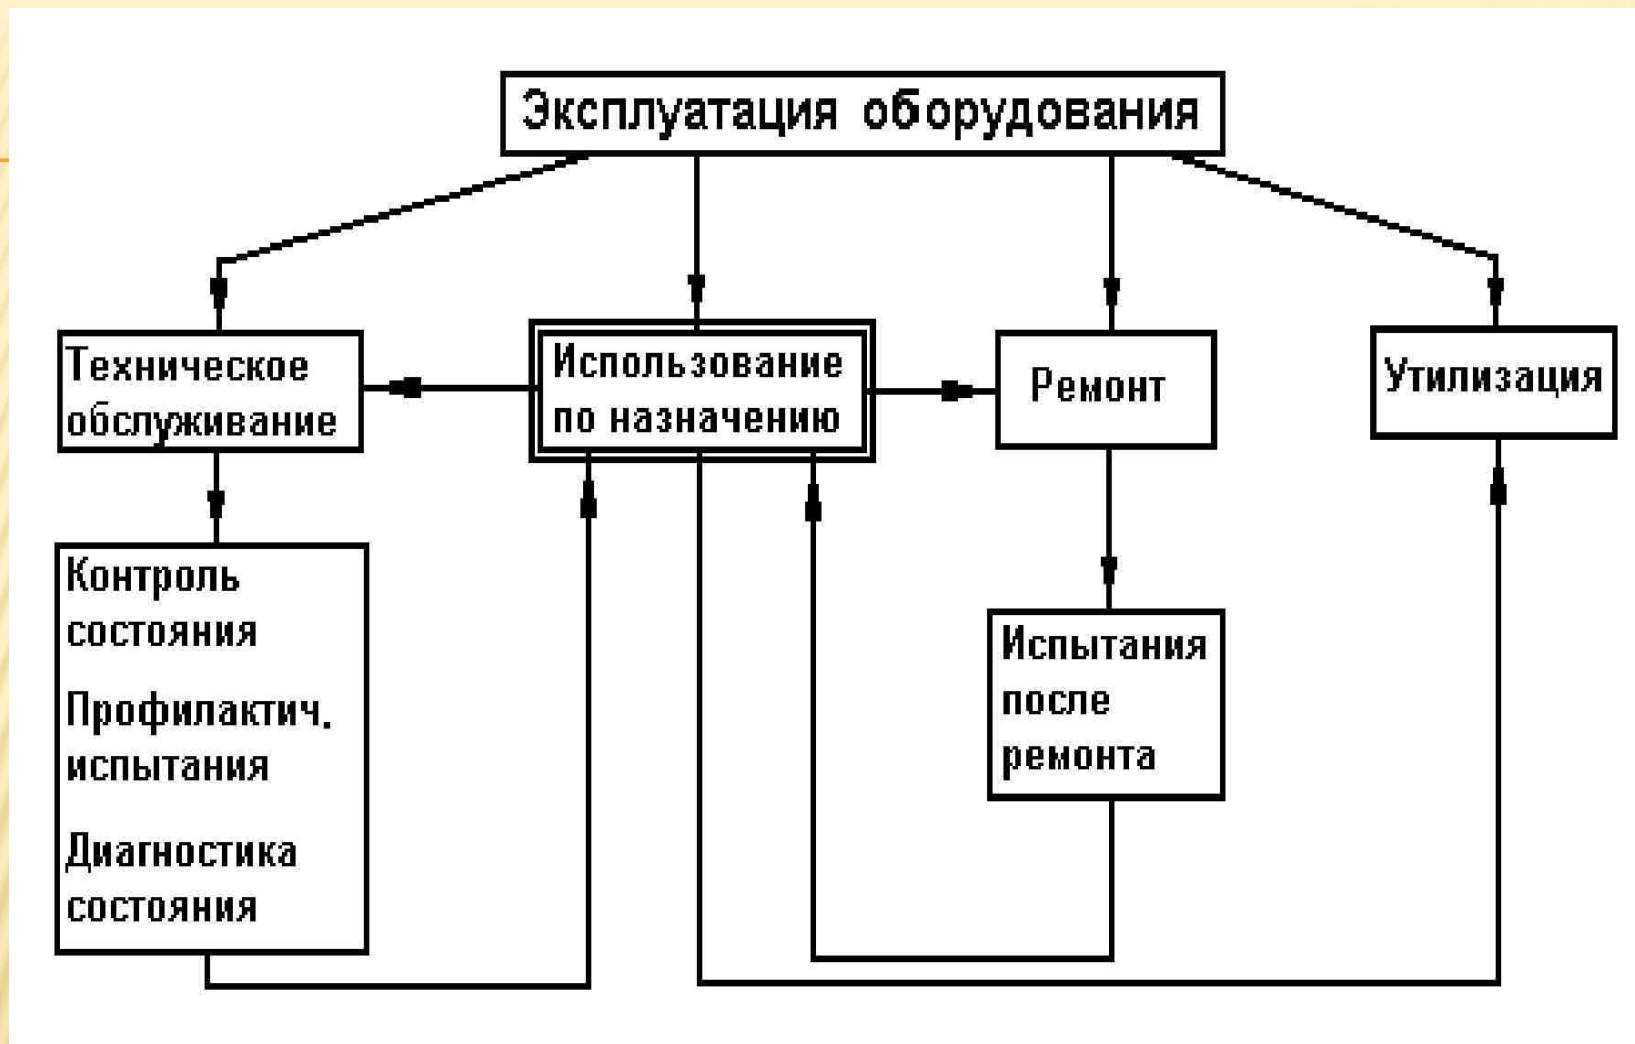 Эксплуатация оборудования
Техническое
обслуживание
Использование
по назначению
Ремонт
Утилизация
Контроль
состояния
Профилактич.
испытания
Диагностика
состояния
Испытания
после
ремонта